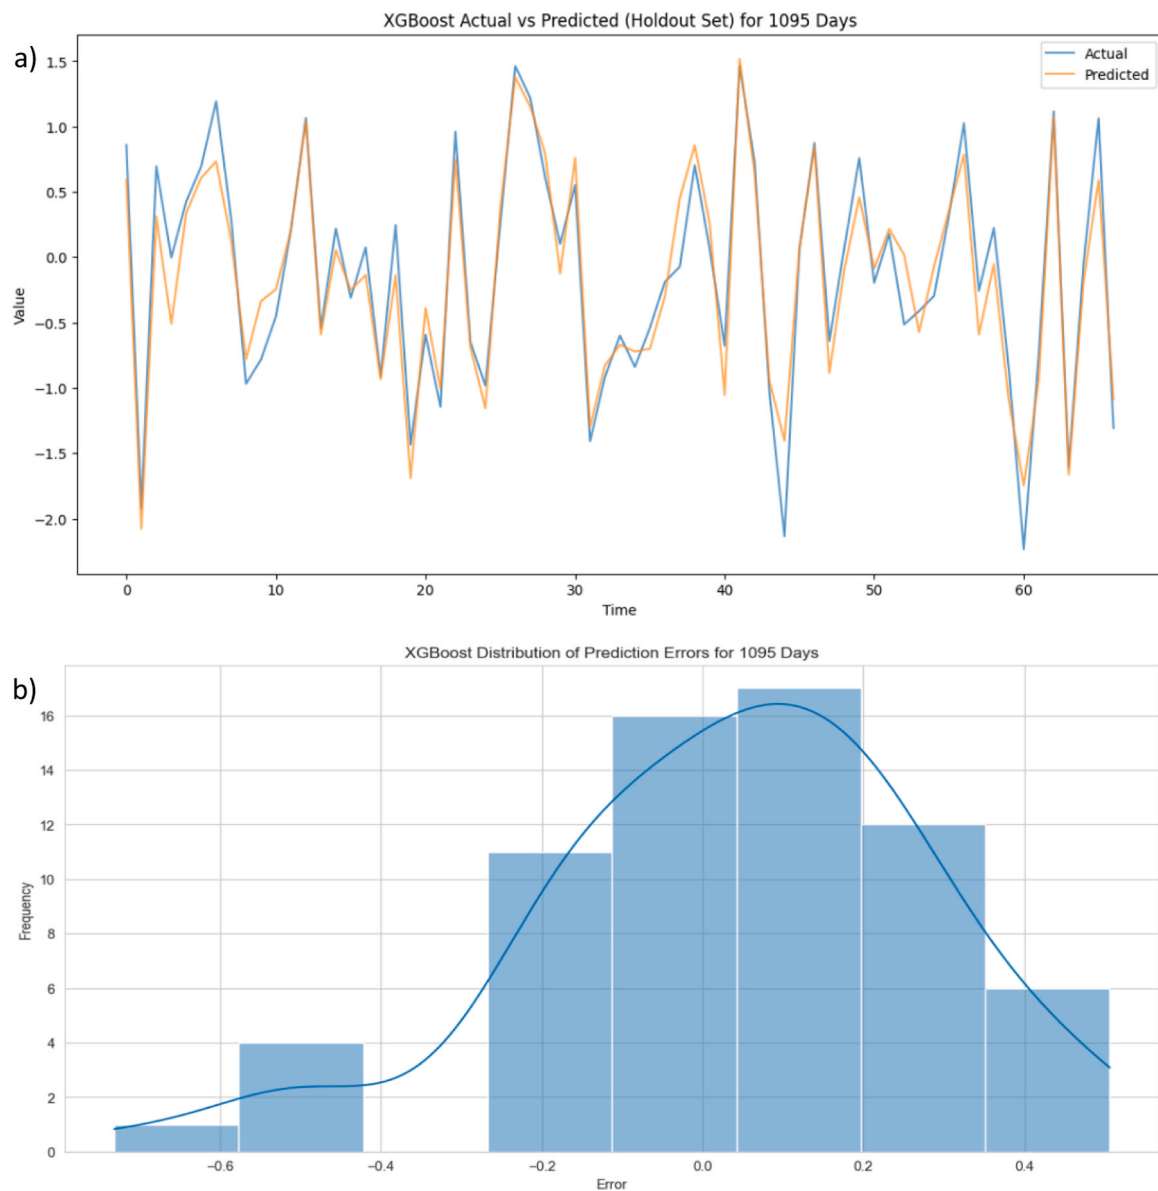 XGBoost Actual vs Predicted (Holdout Set) for 1095 Days
a)
Actual
Predicted
1.5
1.0
0.5
0.0
−0.5
−1.0
−1.5
−2.0
Value
0 10 20 30 40 50 60
Time
XGBoost Distribution of Prediction Errors for 1095 Days
b)
16
14
12
10
8
6
4
2
0
Frequency
−0.6 −0.4 −0.2 0.0 0.2 0.4
Error